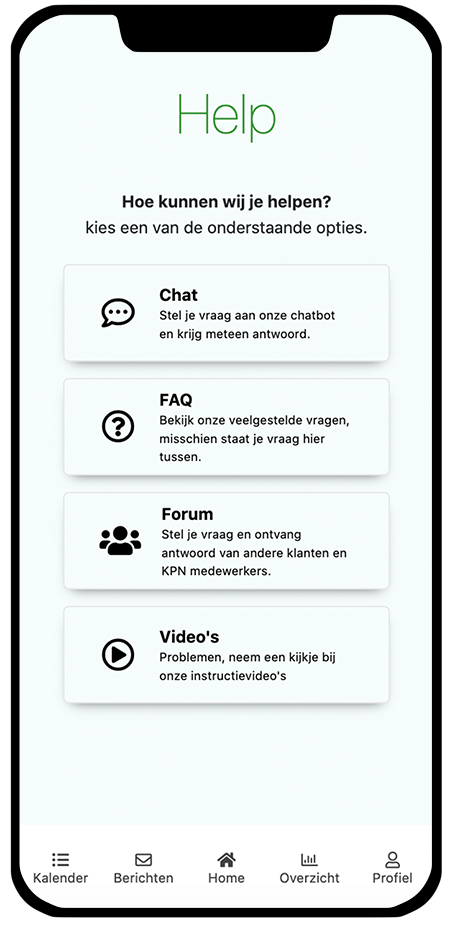 Help
Hoe kunnen wij je helpen?
kies een van de onderstaande opties.
Chat
Stel je vraag aan onze chatbot
en krijg meteen antwoord.
FAQ
Bekijk onze veelgestelde vragen,
misschien staat je vraag hier
tussen.
Forum
Stel je vraag en ontvang
antwoord van andere klanten en
KPN medewerkers.
Video's
Problemen, neem een kijkje bij
onze instructievideo's
Kalender Berichten Home Overzicht Profiel